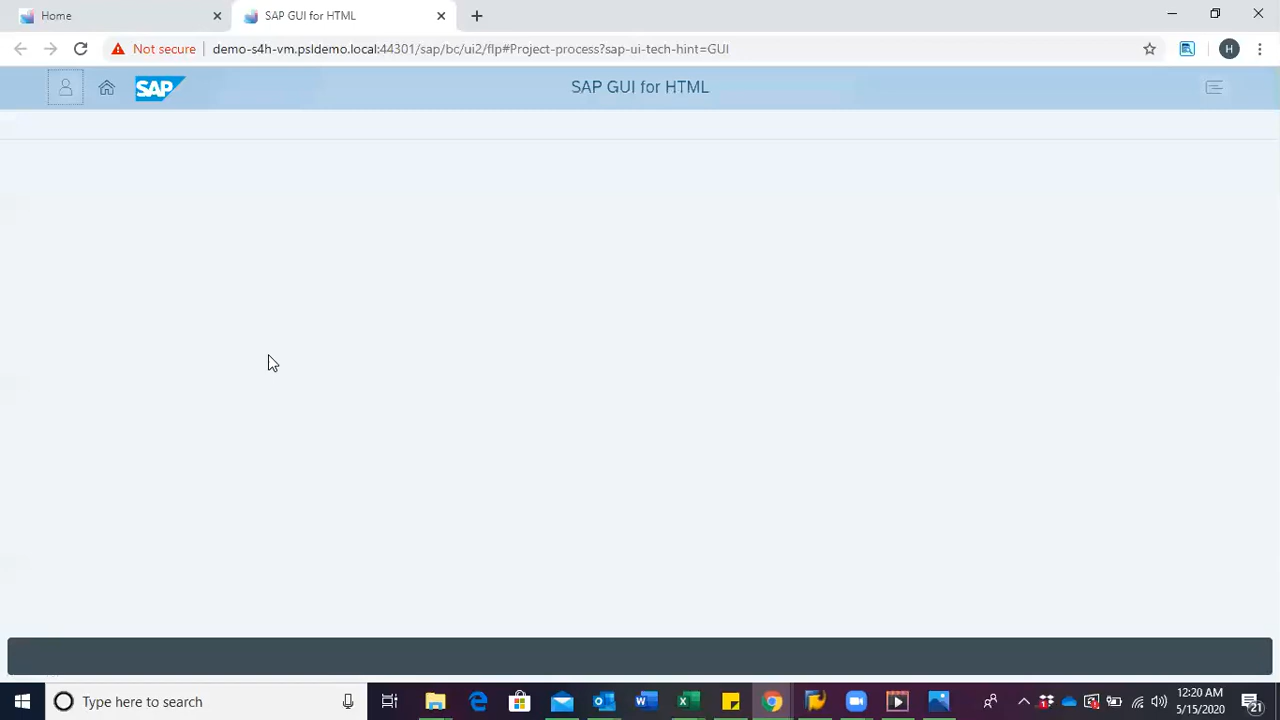 Home
SAP GUI for HTML
Not secure
demo-s4h-vm.psldemo.local:44301/sap/bc/ui2/flp#Project-process?sap-ui-tech-hint=GUI
H
SAP
SAP GUI for HTML
Type here to search
12:20 AM
5/15/2020
21